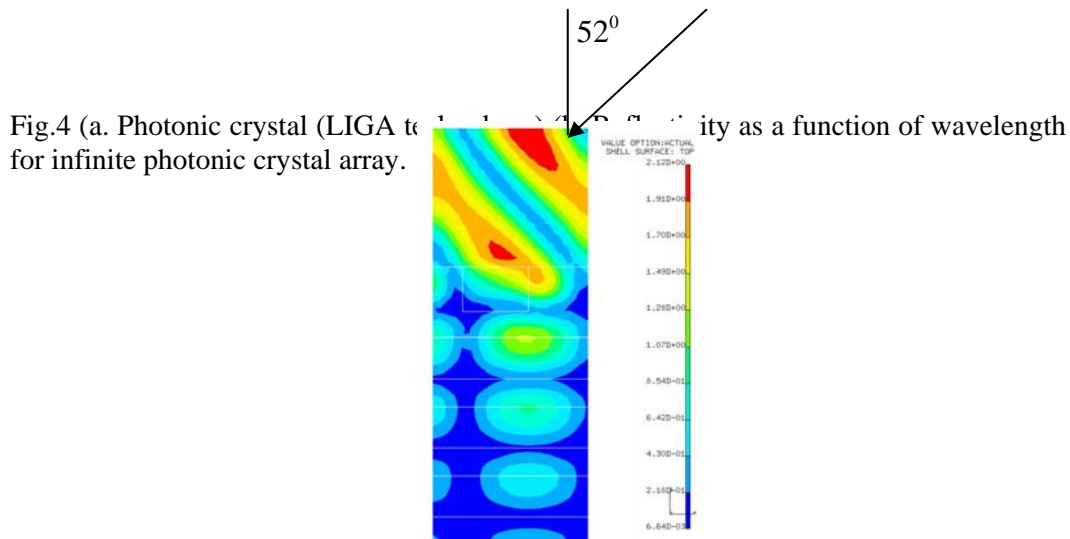 52⁰
Fig.4 (a. Photonic crystal (LIGA as a function of wavelength
for infinite photonic crystal array.
VALUE OPTION:ACTUAL
SHELL SURFACE: TOP
2.12D+00
1.91D+00
1.70D+00
1.49D+00
1.28D+00
1.07D+00
8.54D-01
6.42D-01
4.30D-01
2.18D-01
6.64D-03